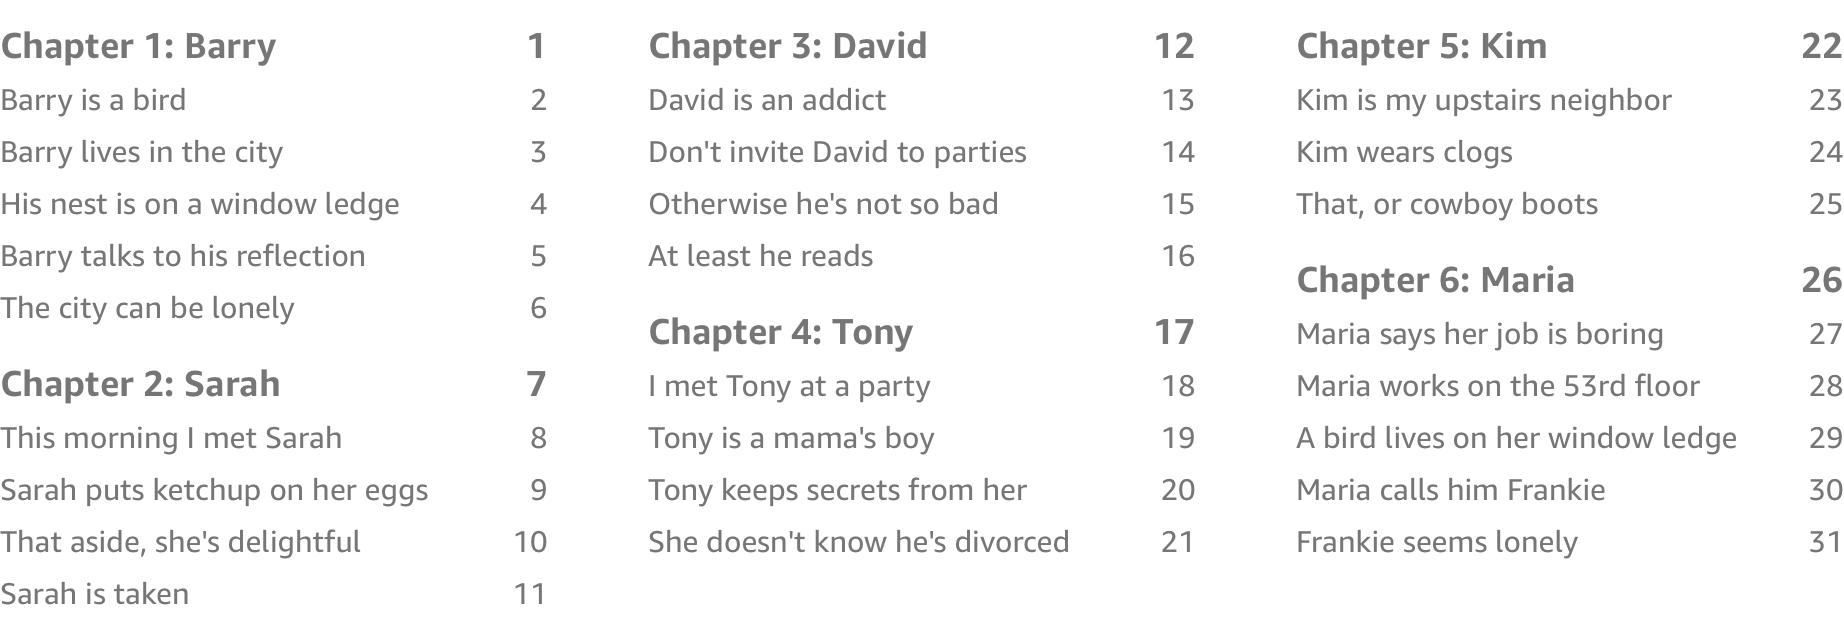 Chapter 1: Barry 1
Barry is a bird 2
Barry lives in the city 3
His nest is on a window ledge 4
Barry talks to his reflection 5
The city can be lonely 6
Chapter 2: Sarah 7
This morning I met Sarah 8
Sarah puts ketchup on her eggs 9
That aside, she's delightful 10
Sarah is taken 11
Chapter 3: David 12
David is an addict 13
Don't invite David to parties 14
Otherwise he's not so bad 15
At least he reads 16
Chapter 4: Tony 17
I met Tony at a party 18
Tony is a mama's boy 19
Tony keeps secrets from her 20
She doesn't know he's divorced 21
Chapter 5: Kim 22
Kim is my upstairs neighbor 23
Kim wears clogs 24
That, or cowboy boots 25
Chapter 6: Maria 26
Maria says her job is boring 27
Maria works on the 53rd floor 28
A bird lives on her window ledge 29
Maria calls him Frankie 30
Frankie seems lonely 31